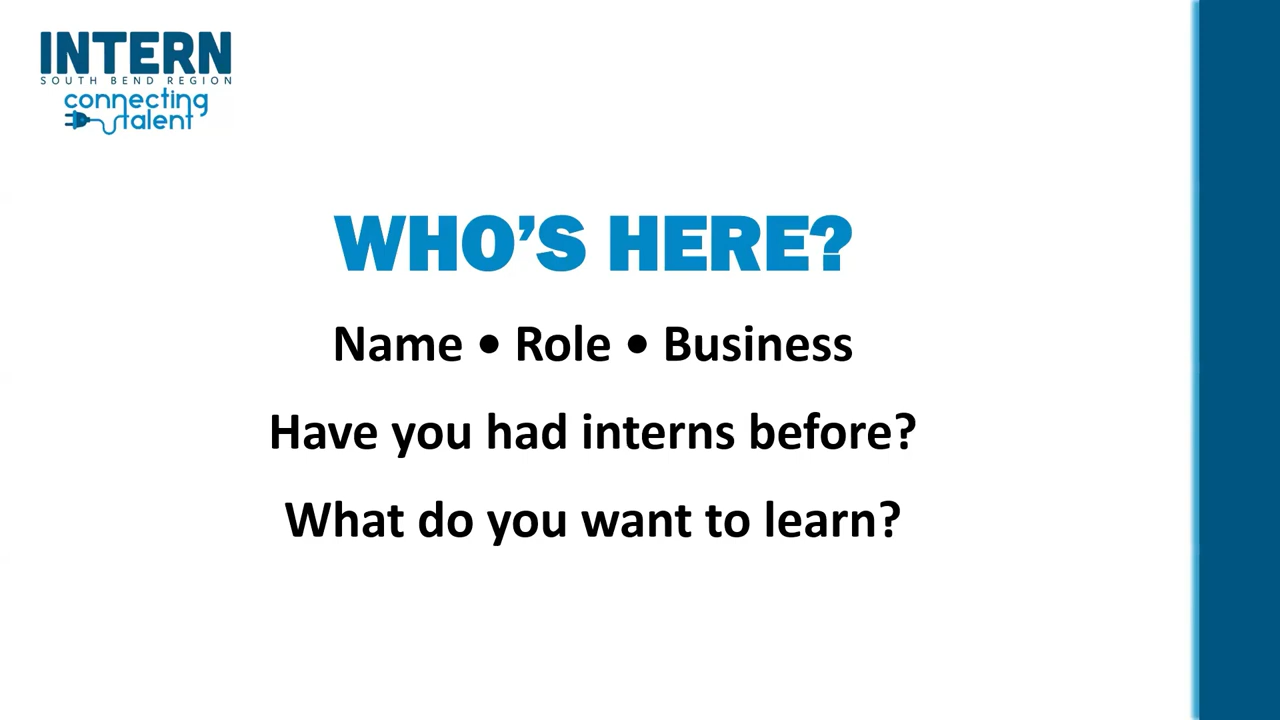 INTERN
SOUTH BEND REGION
connecting
talent
WHO’S HERE?
Name • Role • Business
Have you had interns before?
What do you want to learn?